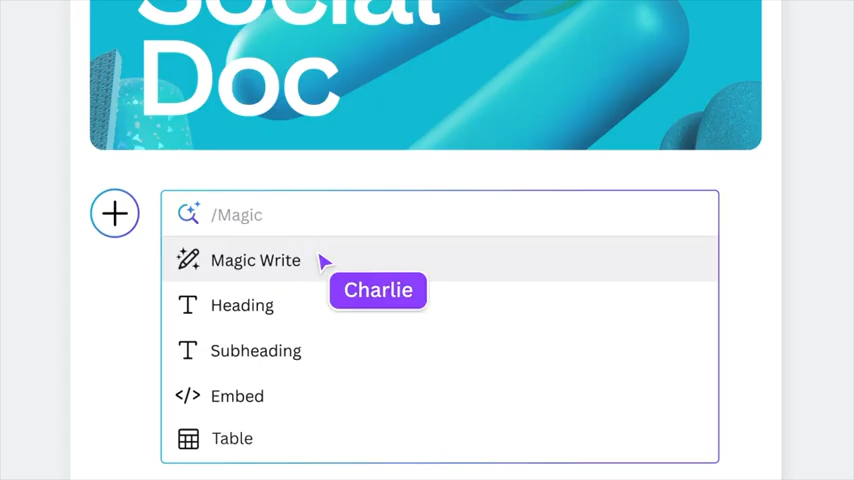 Social
Doc
/Magic
Magic Write
Charlie
Heading
Subheading
</> Embed
Table